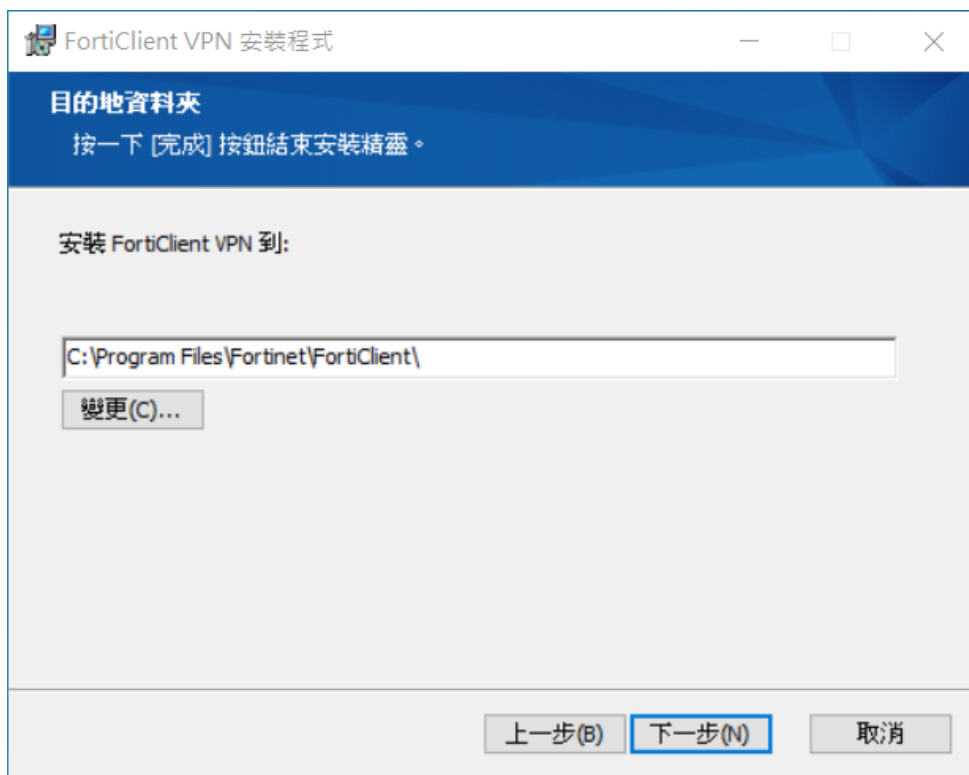 FortiClient VPN 安裝程式
目的地資料夾
按一下 [完成] 按鈕結束安裝精靈。
安裝 FortiClient VPN 到:
C:\Program Files\Fortinet\FortiClient\
變更(C)...
上一步(B) 下一步(N) 取消